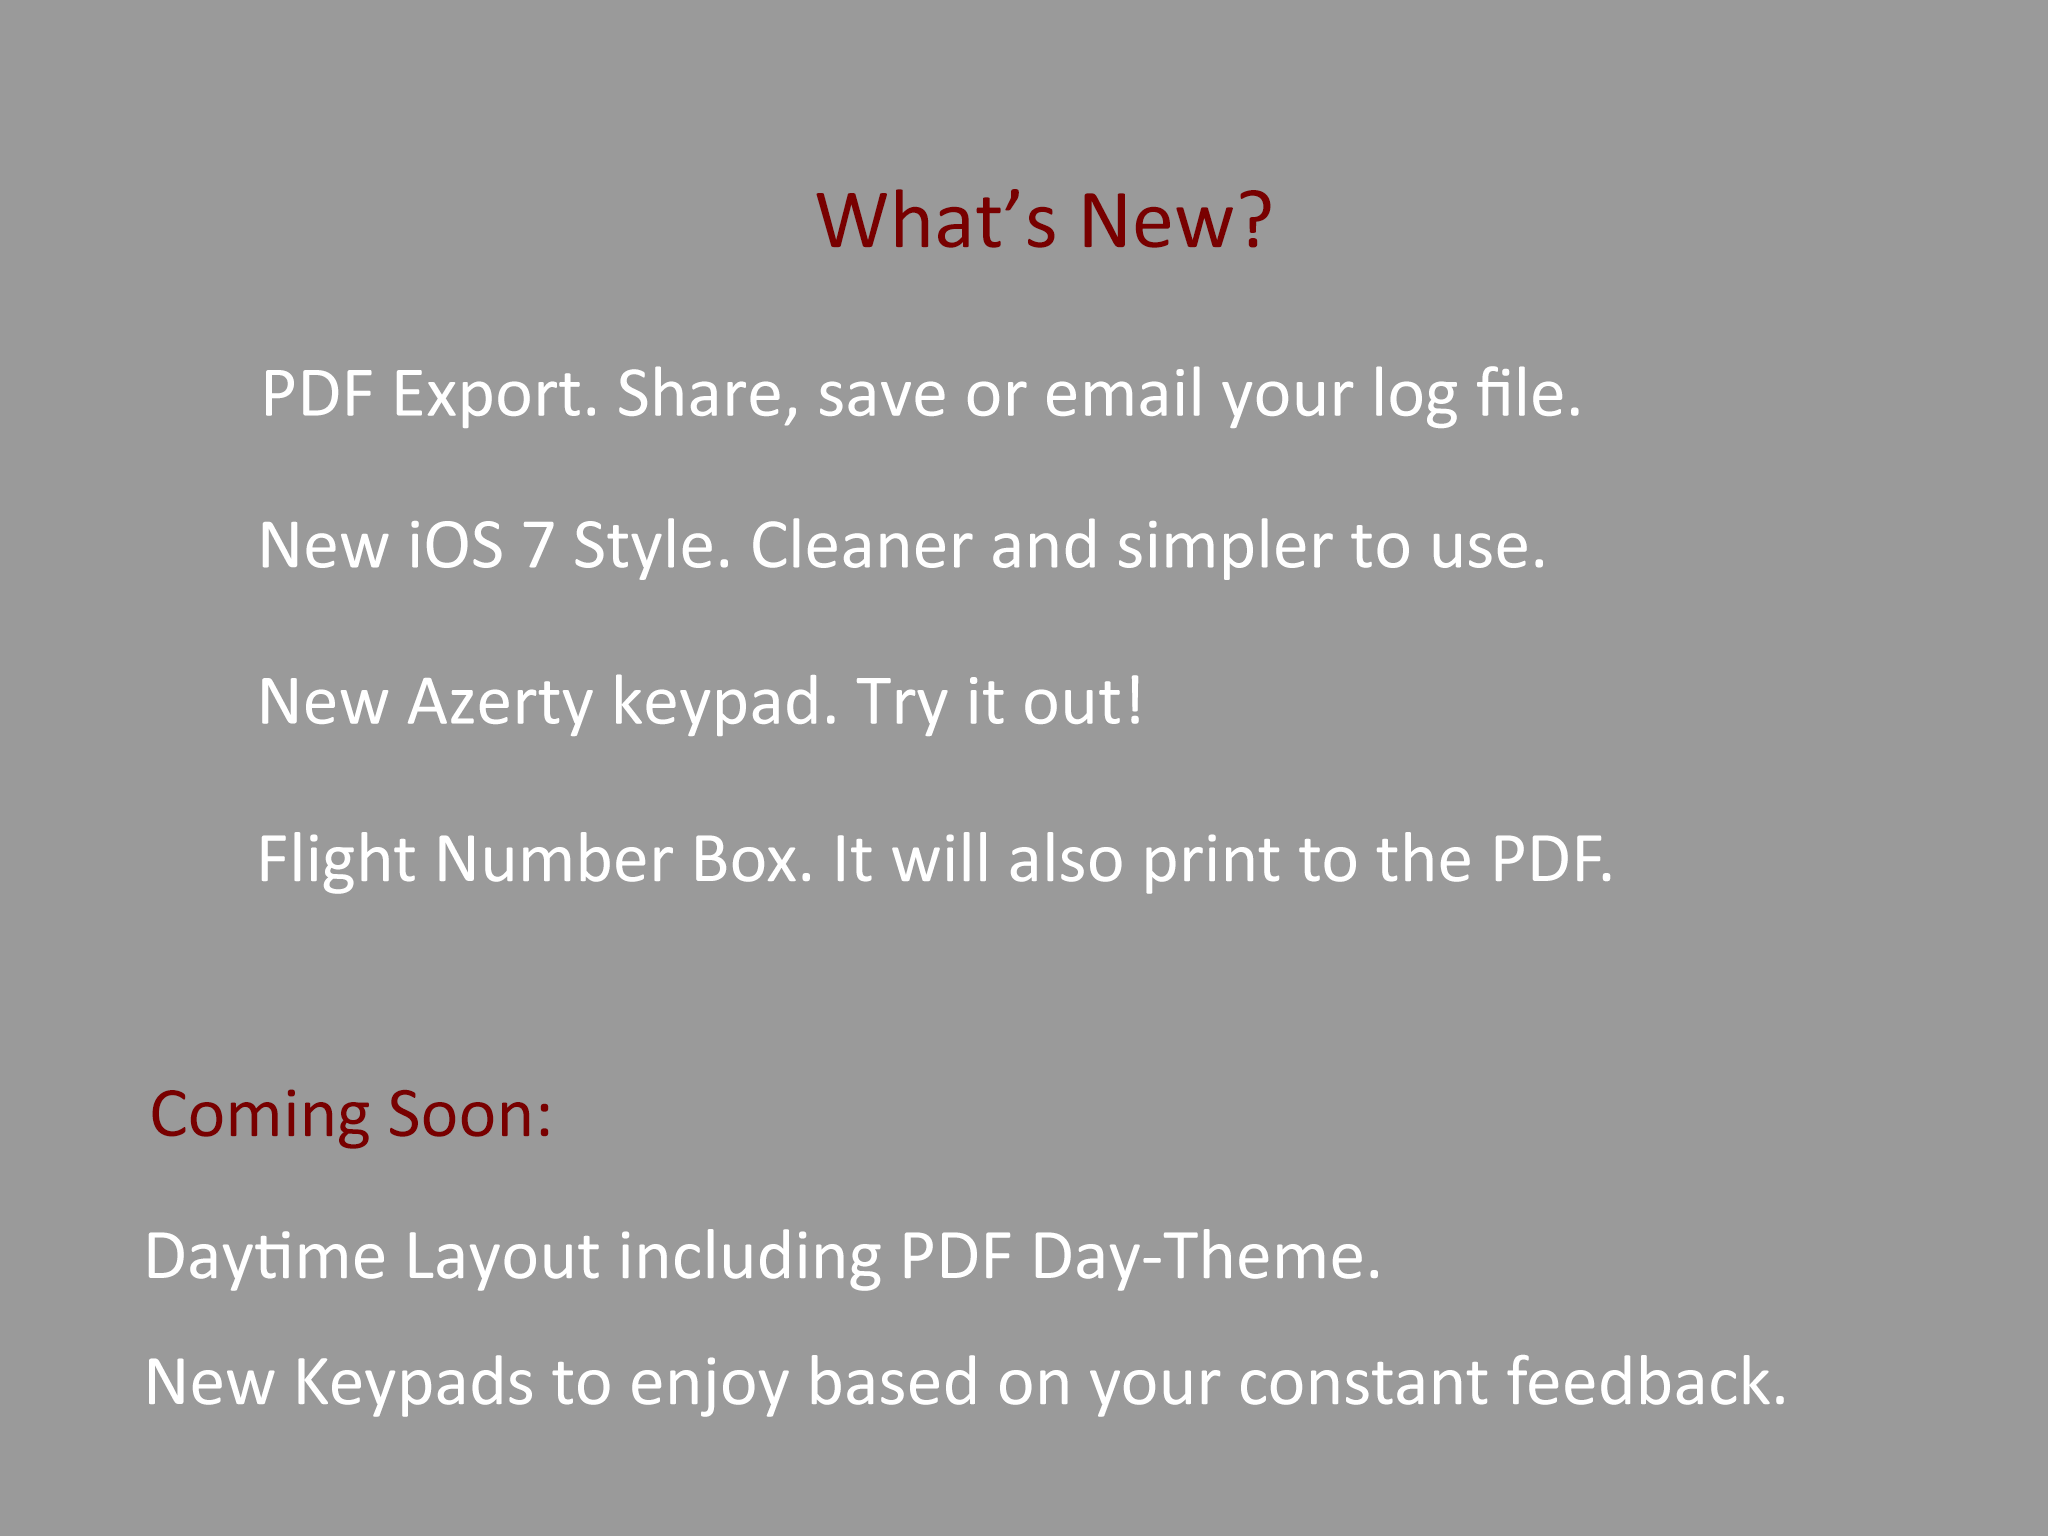 What’s New?
PDF Export. Share, save or email your log file.
New iOS 7 Style. Cleaner and simpler to use.
New Azerty keypad. Try it out!
Flight Number Box. It will also print to the PDF.
Coming Soon:
Daytime Layout including PDF Day-Theme.
New Keypads to enjoy based on your constant feedback.